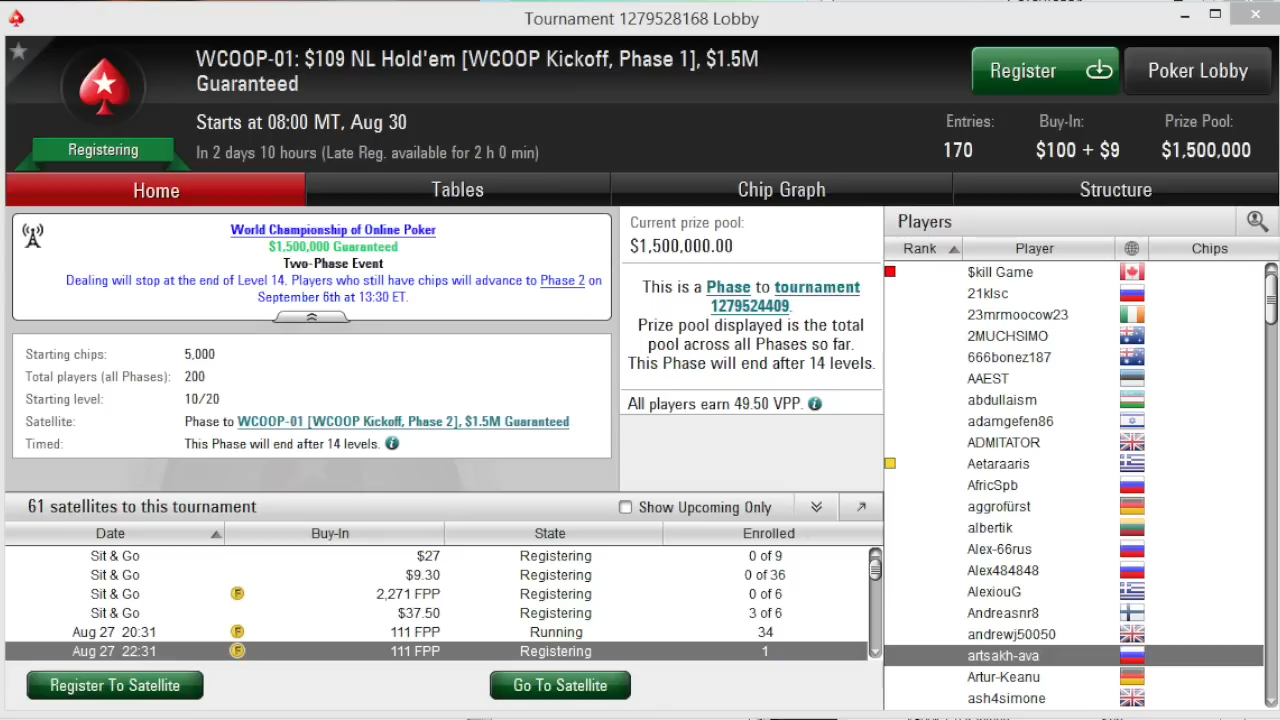 Tournament 1279528168 Lobby
WCOOP-01: $109 NL Hold'em [WCOOP Kickoff, Phase 1], $1.5M
Guaranteed
Register
Poker Lobby
Starts at 08:00 MT, Aug 30
Registering
In 2 days 10 hours (Late Reg. available for 2 h 0 min)
Entries: Buy-In: Prize Pool:
170 $100 + $9 $1,500,000
Home Tables Chip Graph Structure
World Championship of Online Poker
$1,500,000 Guaranteed
Two-Phase Event
Dealing will stop at the end of Level 14. Players who still have chips will advance to Phase 2 on
September 6th at 13:30 ET.
Starting chips: 5,000
Total players (all Phases): 200
Starting level: 10/20
Satellite: Phase to WCOOP-01 [WCOOP Kickoff, Phase 2], $1.5M Guaranteed
Timed: This Phase will end after 14 levels.
Current prize pool:
$1,500,000.00
This is a Phase to tournament
1279524409.
Prize pool displayed is the total
pool across all Phases so far.
This Phase will end after 14 levels.
All players earn 49.50 VPP.
61 satellites to this tournament
Show Upcoming Only
Date Buy-In State Enrolled
Sit & Go $27 Registering 0 of 9
Sit & Go $9.30 Registering 0 of 36
Sit & Go F 2,271 FPP Registering 0 of 6
Sit & Go $37.50 Registering 3 of 6
Aug 27 20:31 F 111 FPP Running 34
Aug 27 22:31 F 111 FPP Registering 1
Register To Satellite
Go To Satellite
Players
Rank Player Chips
$kill Game
21klsc
23mrmoocow23
2MUCHSIMO
666bonez187
AAEST
abdullaism
adamgefen86
ADMITATOR
Aetaraaris
AfricSpb
aggrofürst
albertik
Alex-66rus
Alex484848
AlexiouG
Andreasnr8
andrewj50050
artsakh-ava
Artur-Keanu
ash4simone